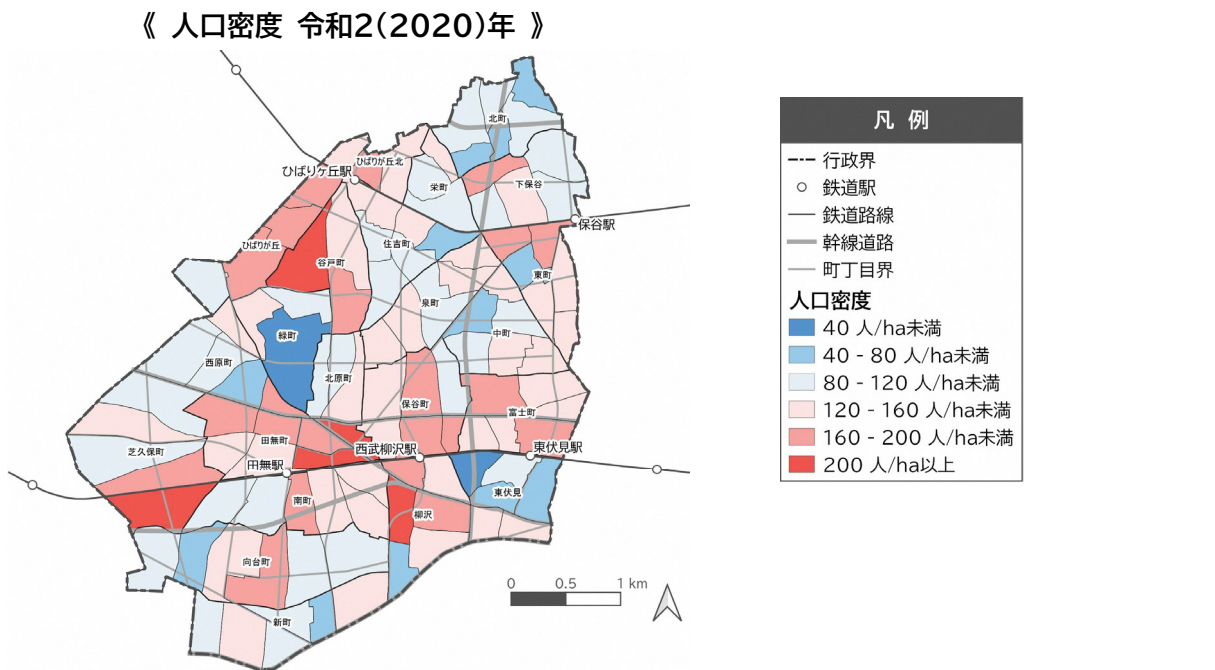 《 人口密度 令和2(2020)年 》
北町
ひばりが丘北
ひばりヶ丘駅
栄町
下保谷
保谷駅
住吉町
ひばりが丘
谷戸町
東町
泉町
緑町
中町
西原町
北原町
保谷町
富士町
田無町
西武柳沢駅
東伏見駅
芝久保町
田無駅
東伏見
南町
柳沢
向台町
新町
0 0.5 1 km
凡 例
行政界
鉄道駅
鉄道路線
幹線道路
町丁目界
人口密度
40 人/ha未満
40 - 80 人/ha未満
80 - 120 人/ha未満
120 - 160 人/ha未満
160 - 200 人/ha未満
200 人/ha以上